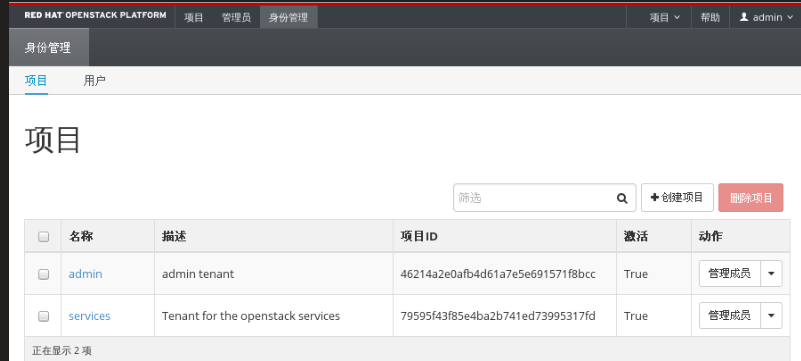 RED HAT OPENSTACK PLATFORM 项目 管理员 身份管理 项目 帮助 admin
身份管理
项目 用户
项目
筛选 创建项目 删除项目
名称 描述 项目ID 激活 动作
admin admin tenant 46214a2e0afb4d61a7e5e691571f8bcc True 管理成员
services Tenant for the openstack services 79595f43f85e4ba2b741ed73995317fd True 管理成员
正在显示 2 项